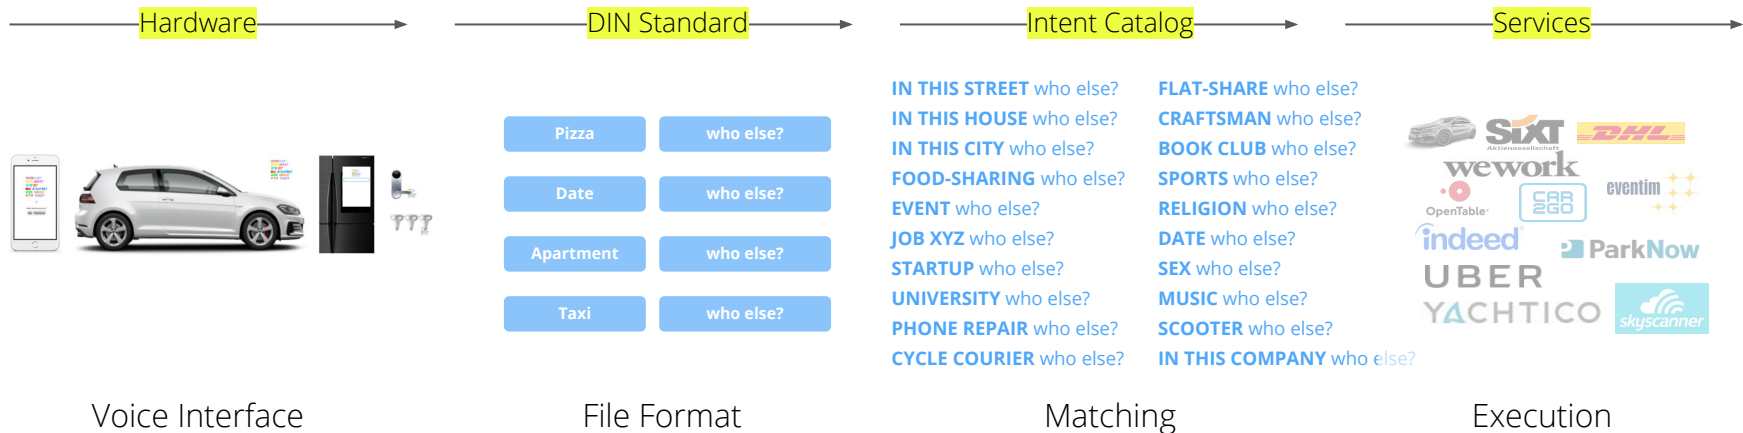 Hardware
DIN Standard
Intent Catalog
Services
Pizza who else?
Date who else?
Apartment who else?
Taxi who else?
IN THIS STREET who else?
IN THIS HOUSE who else?
IN THIS CITY who else?
FOOD-SHARING who else?
EVENT who else?
JOB XYZ who else?
STARTUP who else?
UNIVERSITY who else?
PHONE REPAIR who else?
CYCLE COURIER who else?
FLAT-SHARE who else?
CRAFTSMAN who else?
BOOK CLUB who else?
SPORTS who else?
RELIGION who else?
DATE who else?
SEX who else?
MUSIC who else?
SCOOTER who else?
IN THIS COMPANY who else?
SIXT
Aktiengesellschaft
DHL
wework
OpenTable
CAR
2GO
eventim
indeed
ParkNow
UBER
YACHTICO
skyscanner
Voice Interface
File Format
Matching
Execution